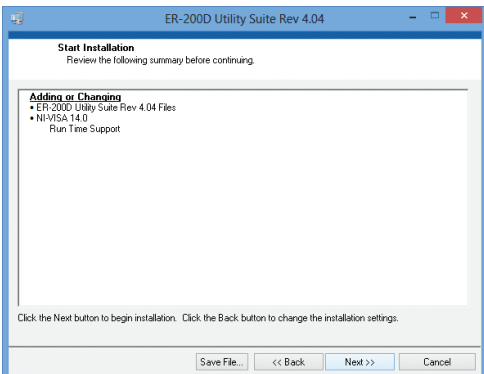 ER-200D Utility Suite Rev 4.04
Start Installation
Review the following summary before continuing.
Adding or Changing
• ER-200D Utility Suite Rev 4.04 Files
• NI-VISA 14.0
Run Time Support
Click the Next button to begin installation. Click the Back button to change the installation settings.
Save File... << Back Next >> Cancel